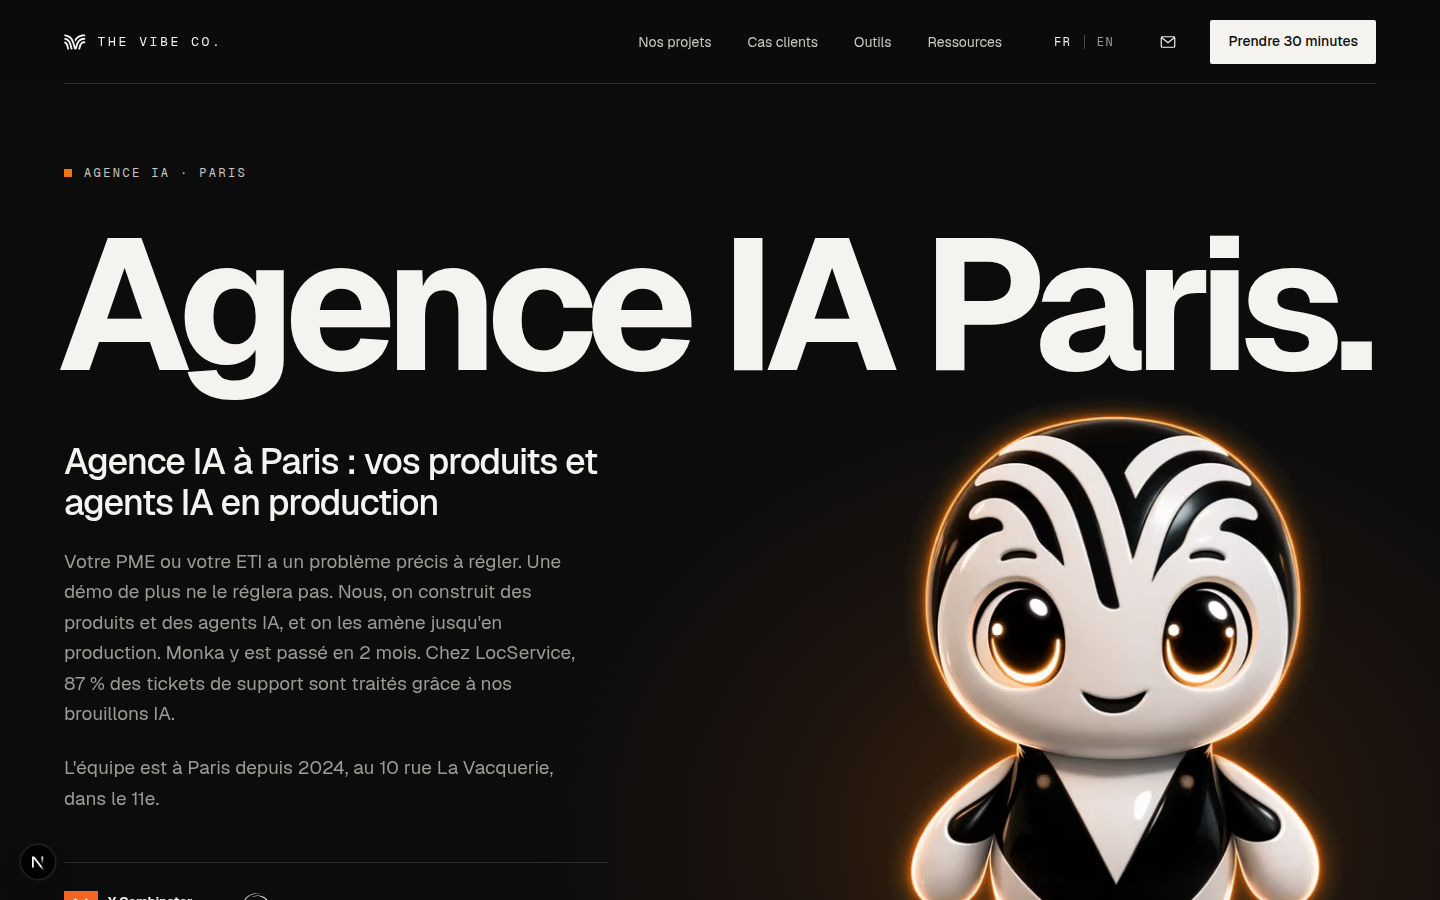 THE VIBE CO.
Nos projets
Cas clients
Outils
Ressources
FR | EN
Prendre 30 minutes
AGENCE IA · PARIS
Agence IA Paris.
Agence IA à Paris : vos produits et
agents IA en production
Votre PME ou votre ETI a un problème précis à régler. Une
démo de plus ne le réglera pas. Nous, on construit des
produits et des agents IA, et on les amène jusqu'en
production. Monka y est passé en 2 mois. Chez LocService,
87 % des tickets de support sont traités grâce à nos
brouillons IA.
L'équipe est à Paris depuis 2024, au 10 rue La Vacquerie,
dans le 11e.
N